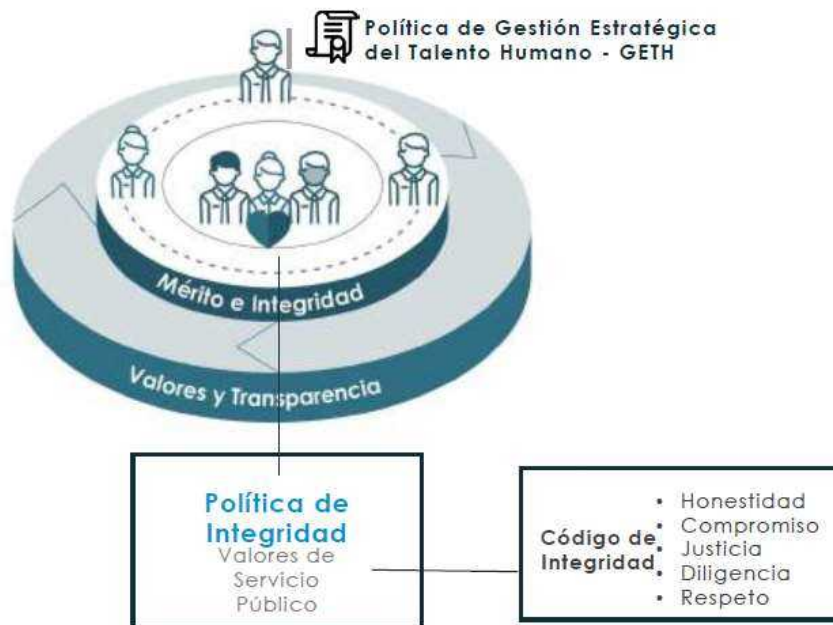 Política de Gestión Estratégica
del Talento Humano - GETH
Mérito e Integridad
Valores y Transparencia
Política de
Integridad
Valores de
Servicio
Público
Código de
Integridad
• Honestidad
• Compromiso
• Justicia
• Diligencia
• Respeto